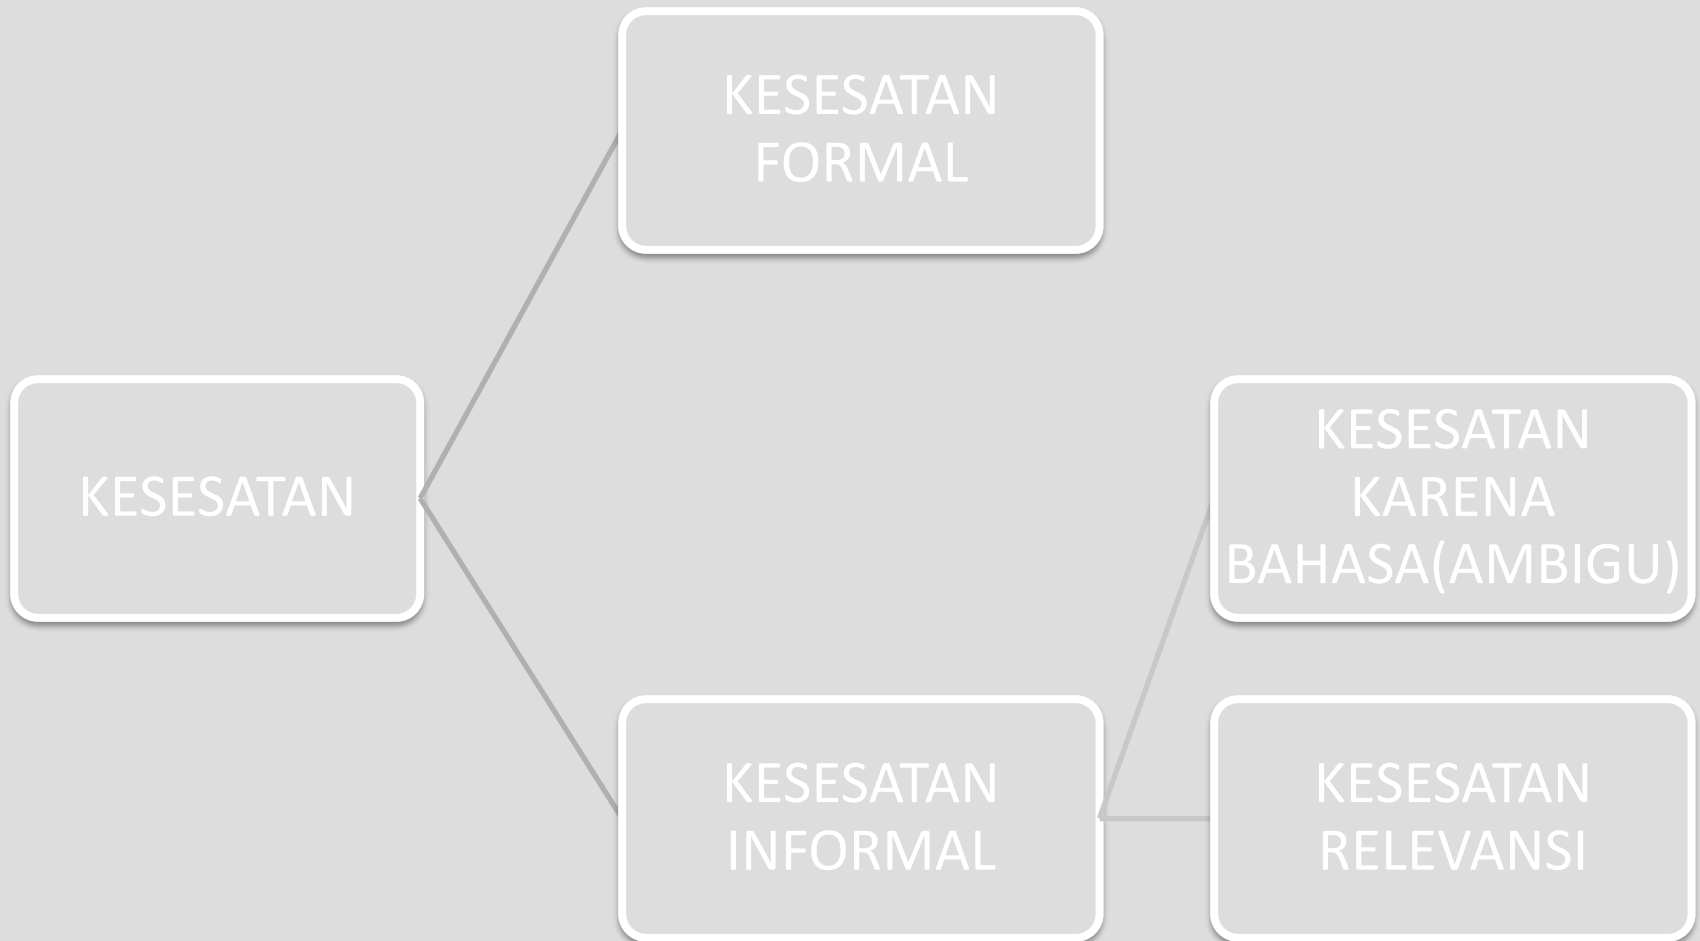 KESESATAN
FORMAL
KESESATAN
KESESATAN
KARENA
BAHASA(AMBIGU)
KESESATAN
INFORMAL
KESESATAN
RELEVANSI